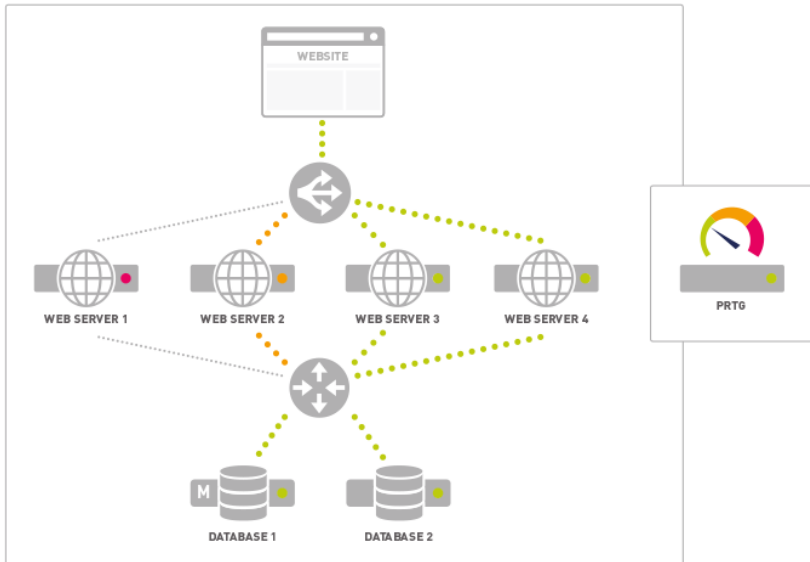 WEBSITE
WEB SERVER 1
WEB SERVER 2
WEB SERVER 3
WEB SERVER 4
PRTG
M
DATABASE 1
DATABASE 2